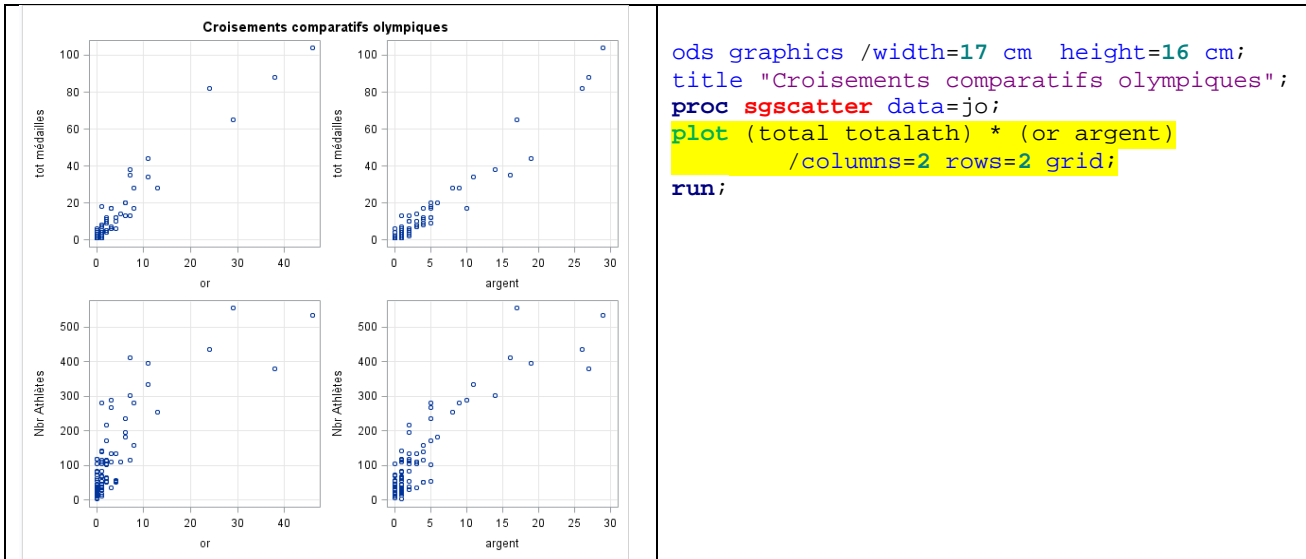 Croisements comparatifs olympiques
tot médailles
100
80
60
40
20
0
0 10 20 30 40
or
tot médailles
100
80
60
40
20
0
0 5 10 15 20 25 30
argent
Nbr Athlètes
500
400
300
200
100
0
0 10 20 30 40
or
Nbr Athlètes
500
400
300
200
100
0
0 5 10 15 20 25 30
argent
ods graphics /width=17 cm  height=16 cm;
title "Croisements comparatifs olympiques";
proc sgscatter data=jo;
plot (total totalath) * (or argent)
/columns=2 rows=2 grid;
run;